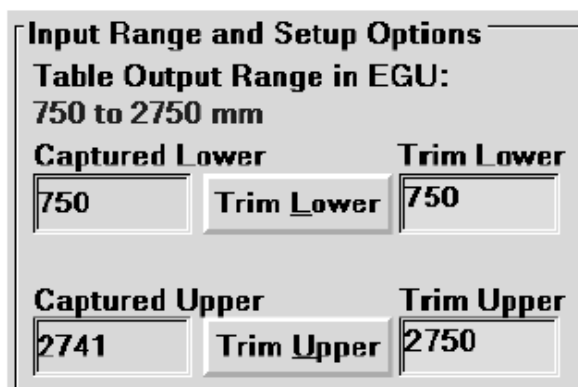 Input Range and Setup Options
Table Output Range in EGU:
750 to 2750 mm
Captured Lower Trim Lower
750 Trim Lower 750
Captured Upper Trim Upper
2741 Trim Upper 2750